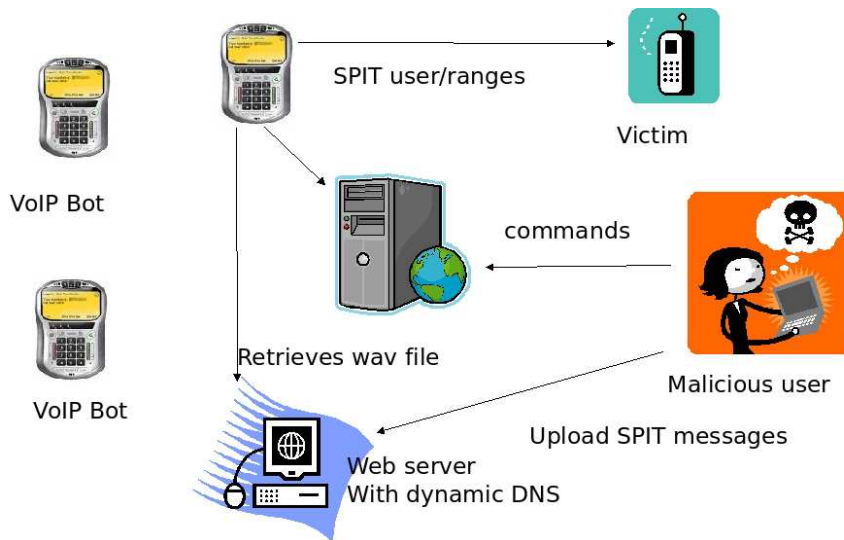 SPIT user/ranges
Victim
VoIP Bot
commands
Retrieves wav file
Malicious user
VoIP Bot
Upload SPIT messages
Web server
With dynamic DNS